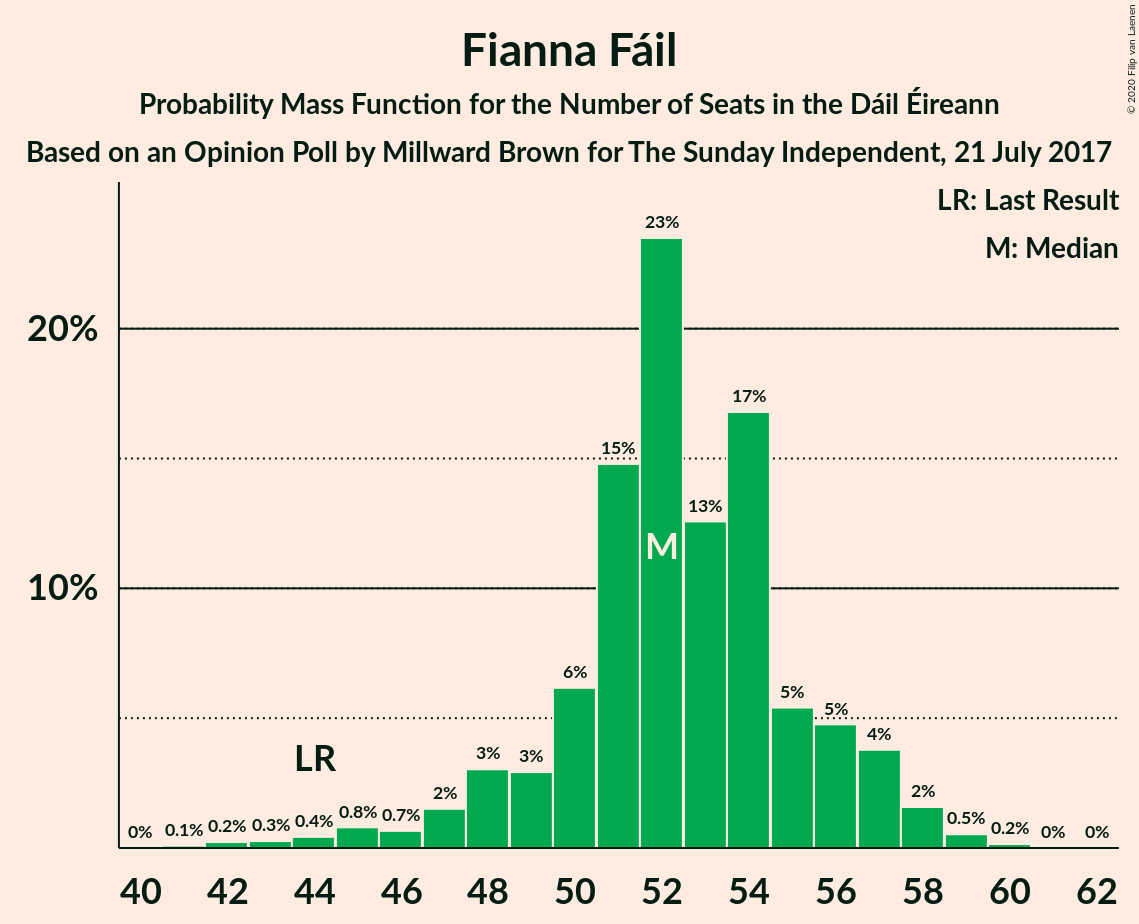 © 2020 Filip van Laenen
Fianna Fáil
Probability Mass Function for the Number of Seats in the Dáil Éireann
Based on an Opinion Poll by Millward Brown for The Sunday Independent, 21 July 2017
LR: Last Result
M: Median
20%
10%
0% 0.1% 0.2% 0.3% 0.4% 0.8% 0.7% 2% 3% 3% 6% 15% 23% 13% 17% 5% 5% 4% 2% 0.5% 0.2% 0% 0%
LR
M
40 42 44 46 48 50 52 54 56 58 60 62